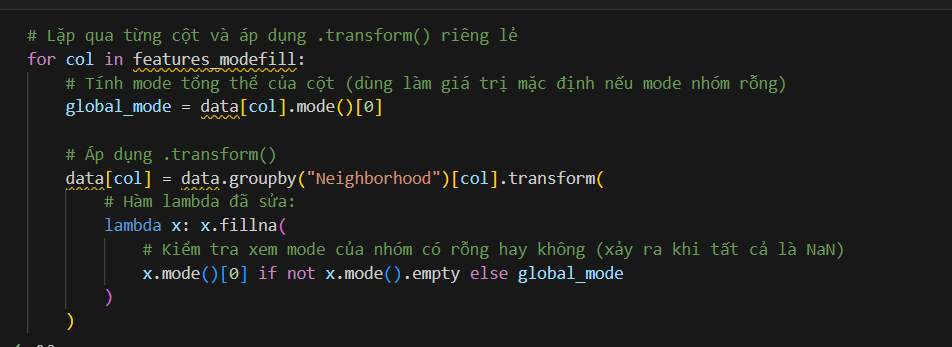 # Lặp qua từng cột và áp dụng .transform() riêng lẻ
for col in features_modefill:
    # Tính mode tổng thể của cột (dùng làm giá trị mặc định nếu mode nhóm rỗng)
    global_mode = data[col].mode()[0]

    # Áp dụng .transform()
    data[col] = data.groupby("Neighborhood")[col].transform(
        # Hàm lambda đã sửa:
        lambda x: x.fillna(
            # Kiểm tra xem mode của nhóm có rỗng hay không (xảy ra khi tất cả là NaN)
            x.mode()[0] if not x.mode().empty else global_mode
        )
    )